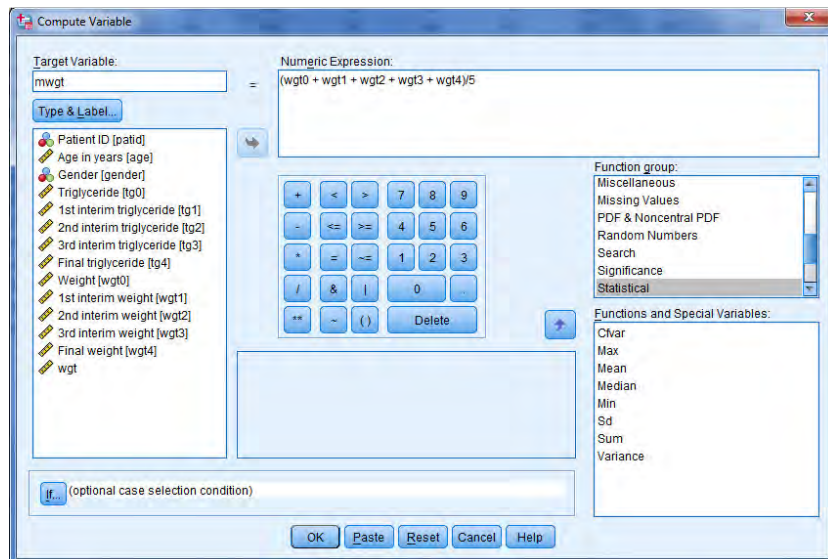 Compute Variable
Target Variable:
mwgt
=
Numeric Expression:
(wgt0 + wgt1 + wgt2 + wgt3 + wgt4)/5
Type & Label...
Patient ID [patid]
Age in years [age]
Gender [gender]
Triglyceride [tg0]
1st interim triglyceride [tg1]
2nd interim triglyceride [tg2]
3rd interim triglyceride [tg3]
Final triglyceride [tg4]
Weight [wgt0]
1st interim weight [wgt1]
2nd interim weight [wgt2]
3rd interim weight [wgt3]
Final weight [wgt4]
wgt
+ < > 7 8 9
- <= >= 4 5 6
* = ~= 1 2 3
/ & | 0 .
** ~ ( ) Delete
Function group:
Miscellaneous
Missing Values
PDF & Noncentral PDF
Random Numbers
Search
Significance
Statistical
Functions and Special Variables:
Cfvar
Max
Mean
Median
Min
Sd
Sum
Variance
If... (optional case selection condition)
OK Paste Reset Cancel Help